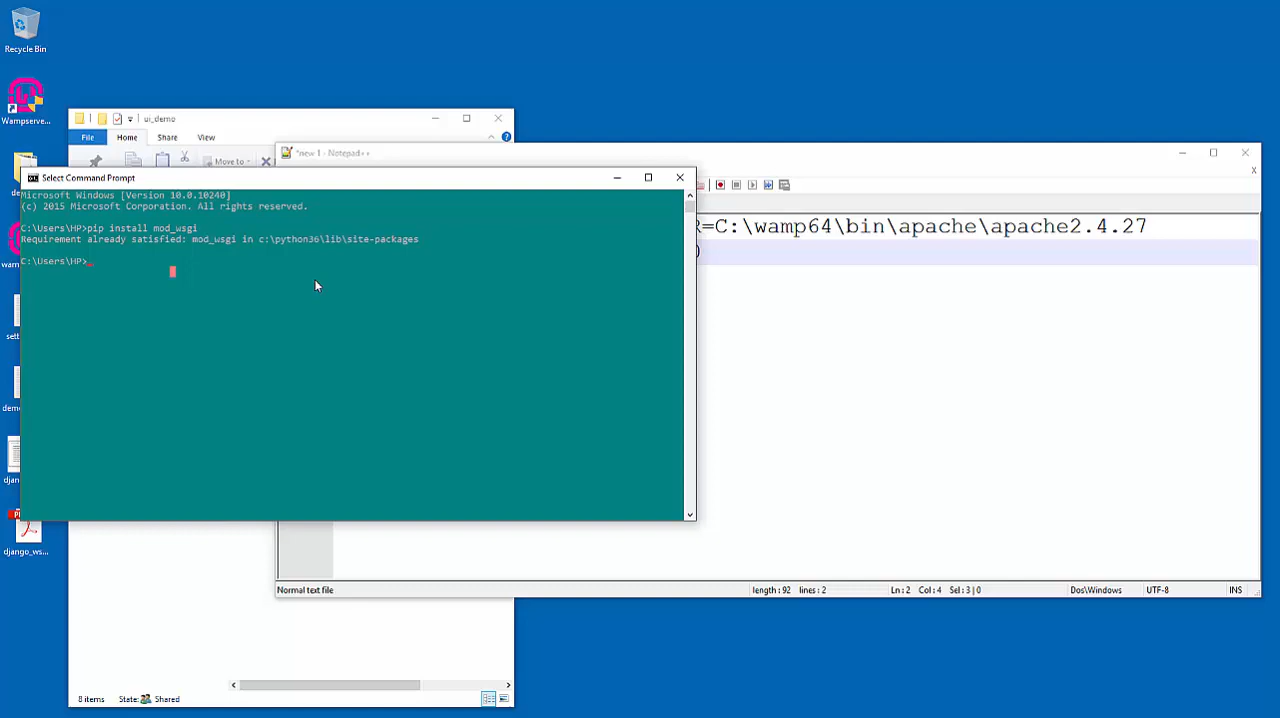 Recycle Bin
Wampserve...
ui_demo
File
Home
Share
View
Move to
*new 1 - Notepad++
X
Select Command Prompt
Microsoft Windows [Version 10.0.10240]
(c) 2015 Microsoft Corporation. All rights reserved.
C:\Users\HP>pip install mod_wsgi
Requirement already satisfied: mod_wsgi in c:\python36\lib\site-packages
C:\Users\HP>_
=C:\wamp64\bin\apache\apache2.4.27
)
django_ws...
Normal text file
length : 92
lines : 2
Ln : 2
Col : 4
Sel : 3 | 0
Dos\Windows
UTF-8
INS
8 items
State:
Shared